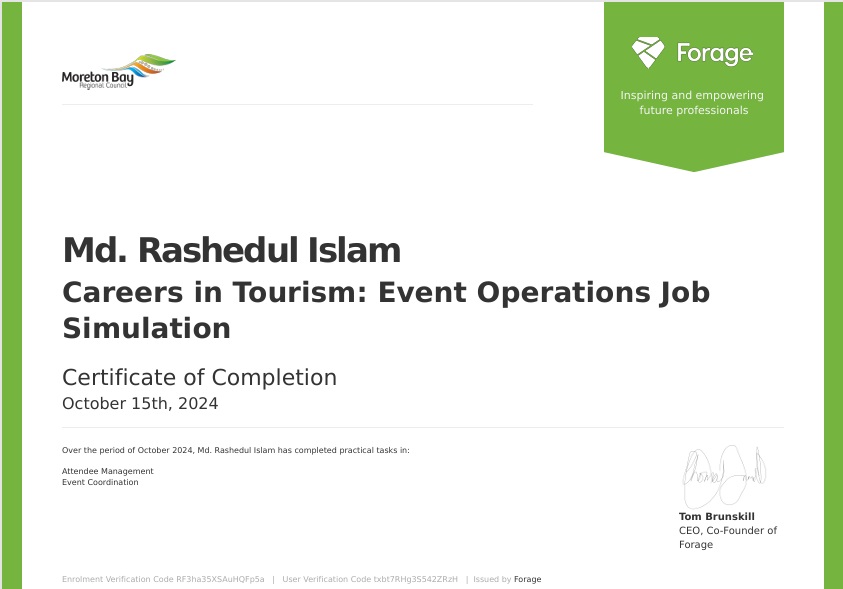 Moreton Bay
Regional Council
Forage
Inspiring and empowering
future professionals
Md. Rashedul Islam
Careers in Tourism: Event Operations Job
Simulation
Certificate of Completion
October 15th, 2024
Over the period of October 2024, Md. Rashedul Islam has completed practical tasks in:
Attendee Management
Event Coordination
Tom Brunskill
CEO, Co-Founder of
Forage
Enrolment Verification Code RF3ha35XSAuHQFp5a | User Verification Code txbt7RHg3S542ZRzH | Issued by Forage